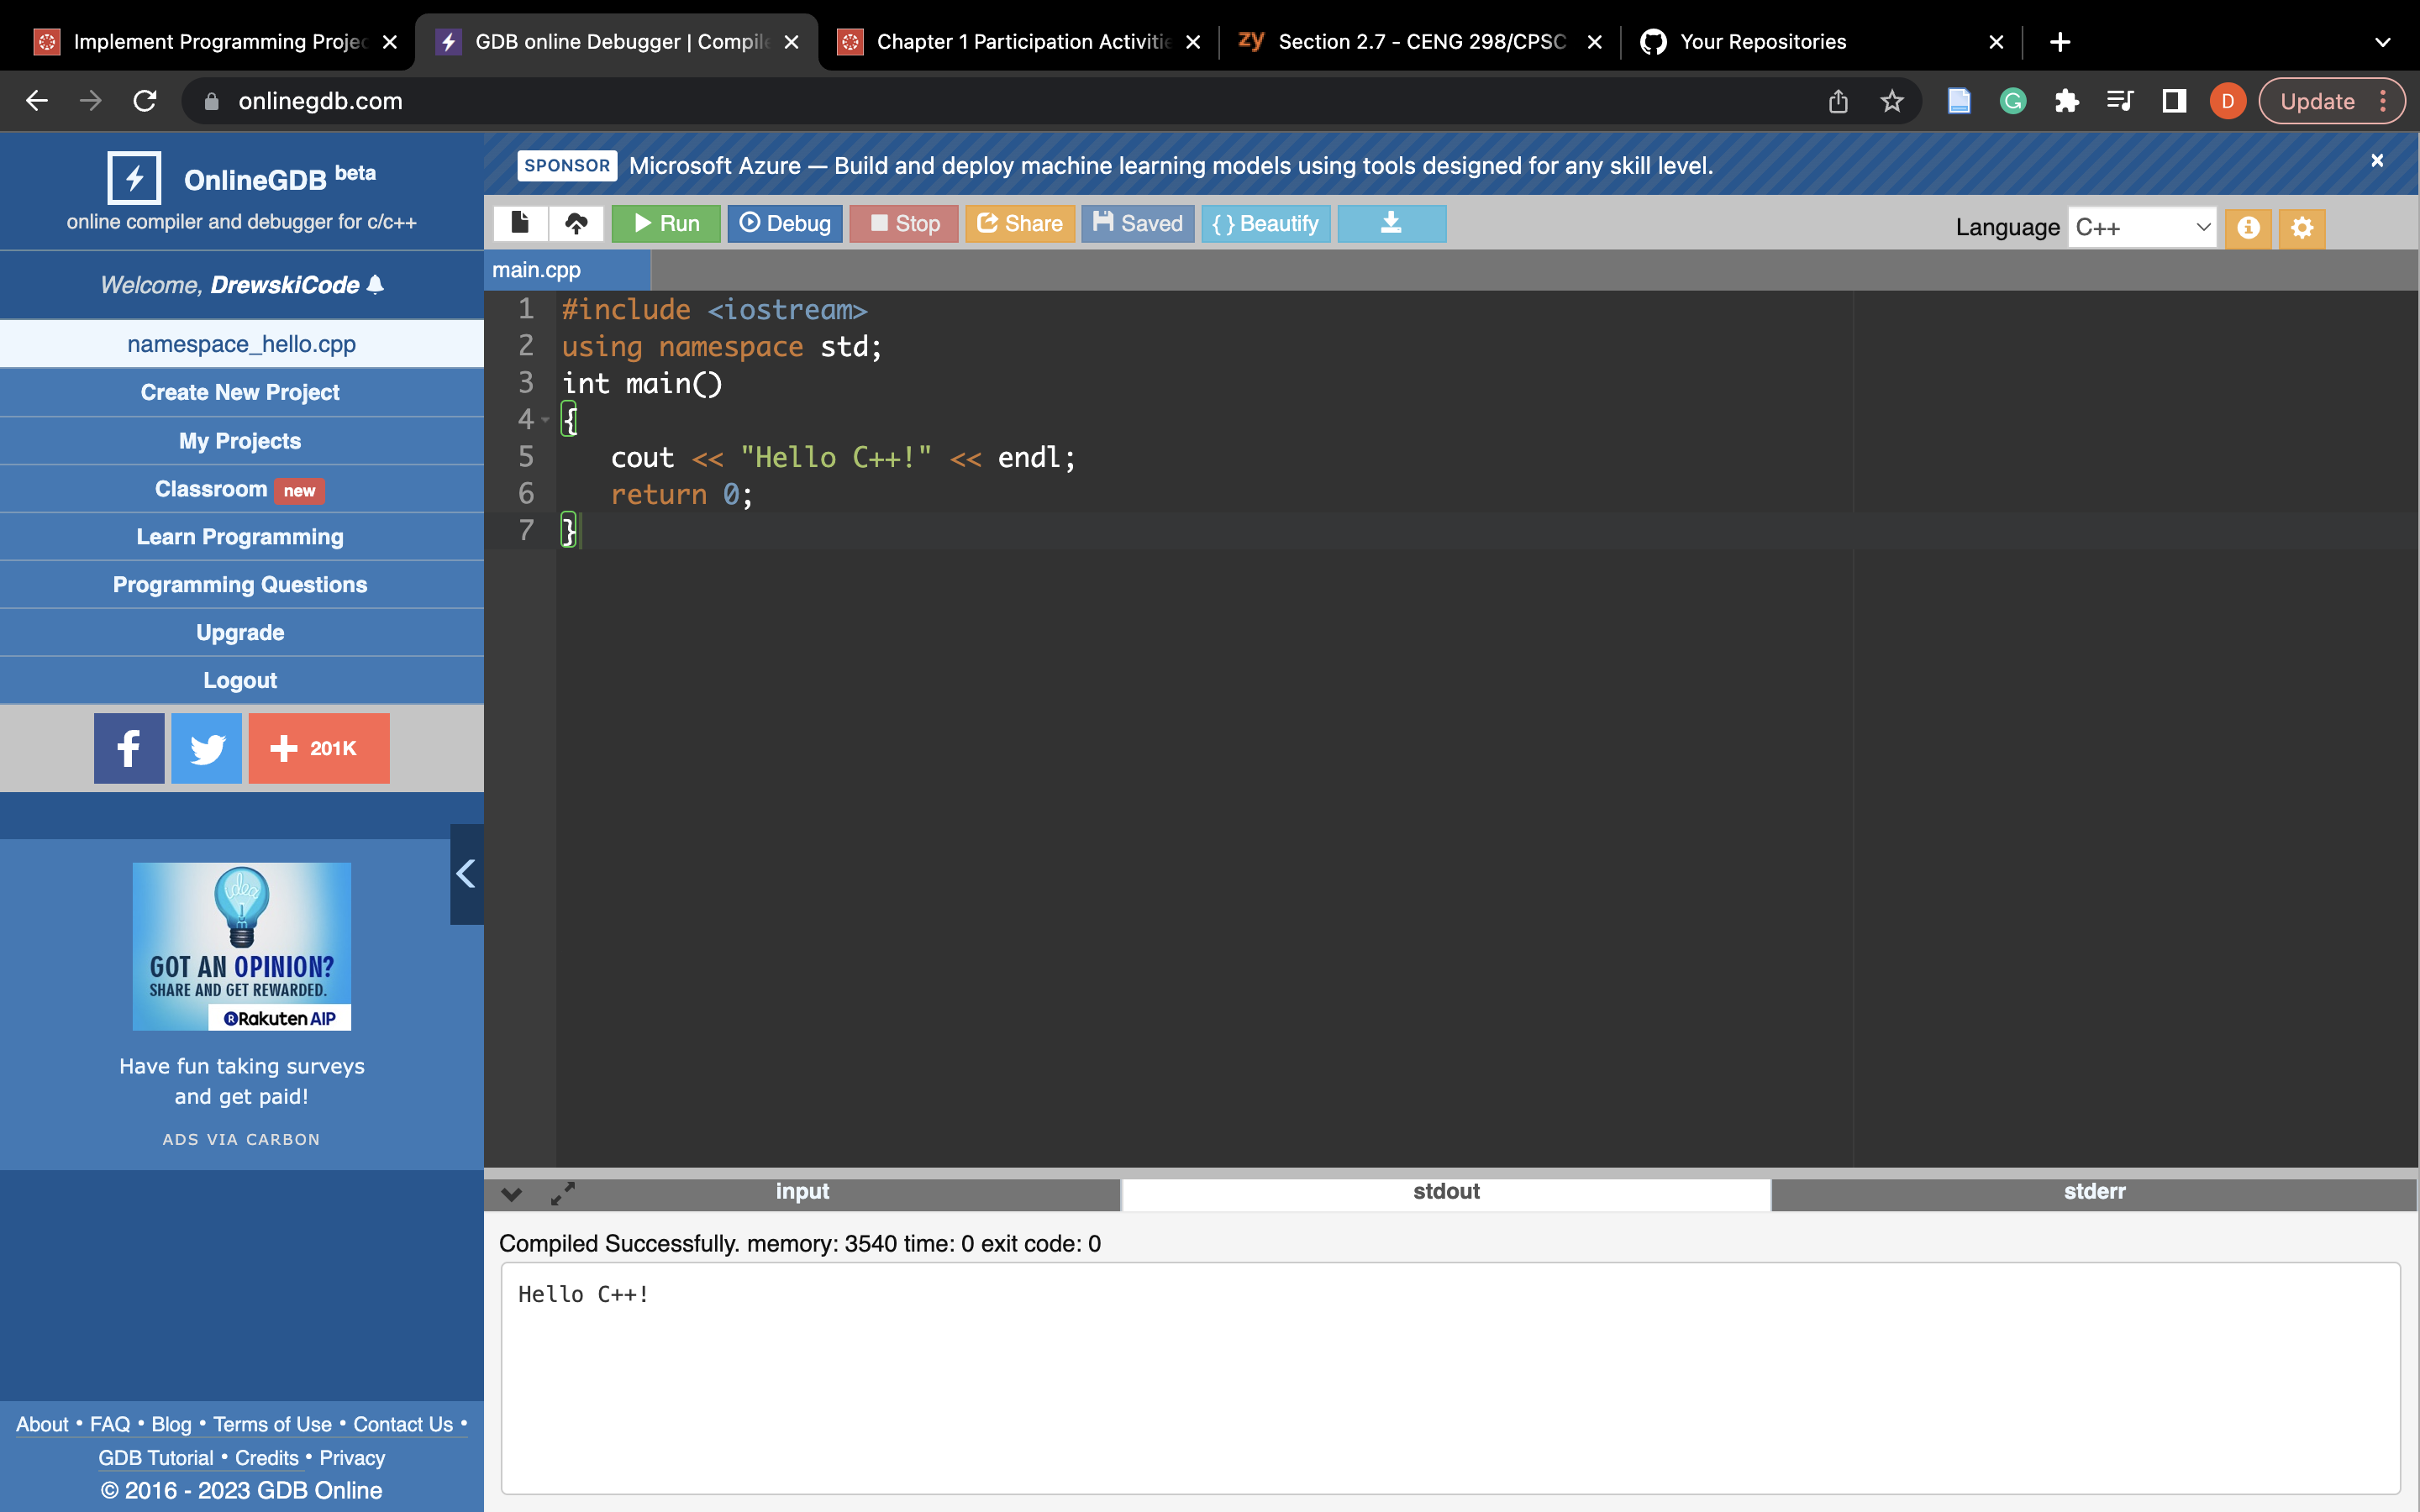 Implement Programming Projec
GDB online Debugger | Compile
Chapter 1 Participation Activitie
zy Section 2.7 - CENG 298/CPSC
Your Repositories
onlinegdb.com
G
D
Update
OnlineGDB beta
online compiler and debugger for c/c++
Welcome, DrewskiCode
namespace_hello.cpp
Create New Project
My Projects
Classroom new
Learn Programming
Programming Questions
Upgrade
Logout
f
201K
idea
GOT AN OPINION?
SHARE AND GET REWARDED.
R Rakuten AIP
Have fun taking surveys
and get paid!
ADS VIA CARBON
About • FAQ • Blog • Terms of Use • Contact Us •
GDB Tutorial • Credits • Privacy
© 2016 - 2023 GDB Online
SPONSOR Microsoft Azure — Build and deploy machine learning models using tools designed for any skill level.
Run Debug Stop Share Saved { } Beautify
Language C++
main.cpp
1 #include <iostream>
2 using namespace std;
3 int main()
4 {
5 cout << "Hello C++!" << endl;
6 return 0;
7 }
input
stdout
stderr
Compiled Successfully. memory: 3540 time: 0 exit code: 0
Hello C++!